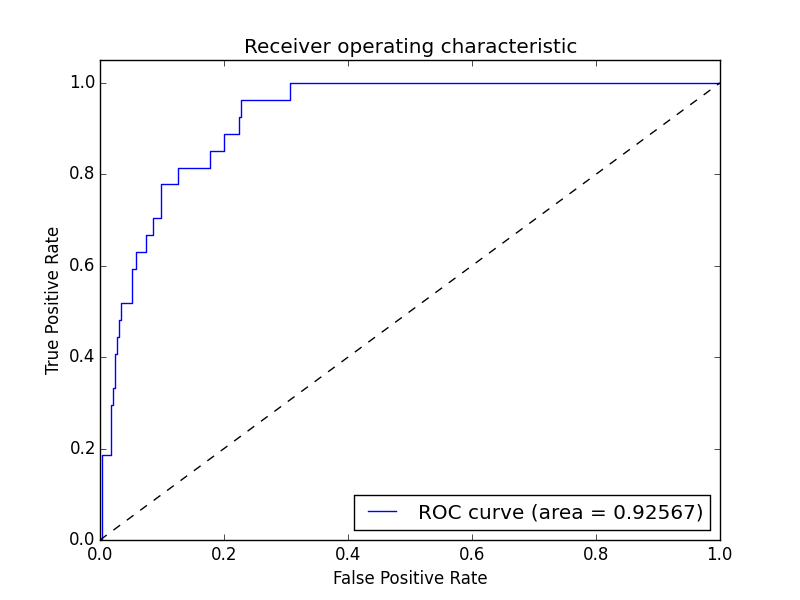 Receiver operating characteristic
1.0
0.8
0.6
0.4
0.2
0.0
True Positive Rate
ROC curve (area = 0.92567)
0.0 0.2 0.4 0.6 0.8 1.0
False Positive Rate